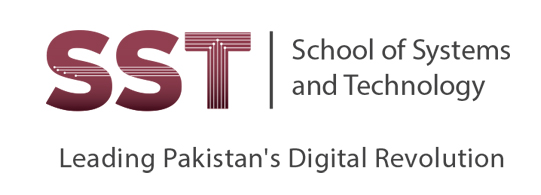 SST
School of Systems
and Technology
Leading Pakistan's Digital Revolution